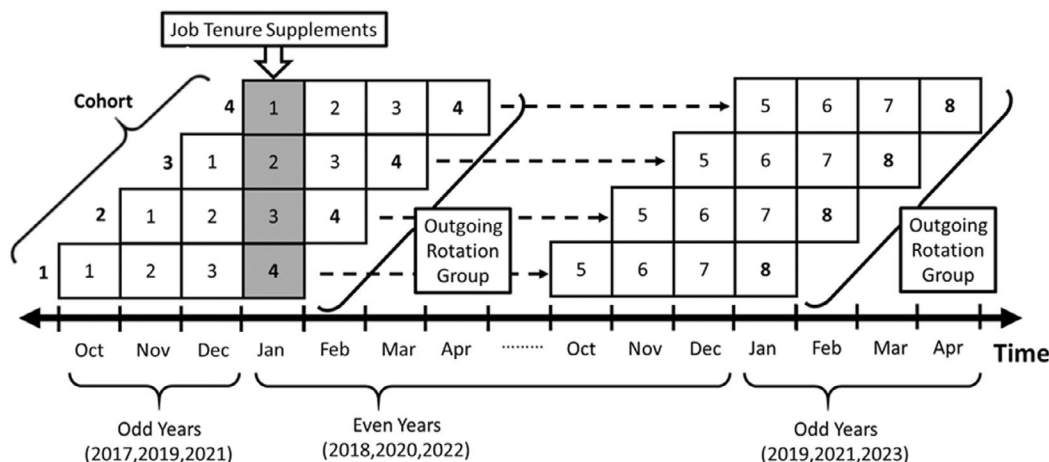 Job Tenure Supplements
Cohort
4 1 2 3 4 5 6 7 8
3 1 2 3 4 5 6 7 8
2 1 2 3 4 5 6 7 8
1 1 2 3 4 5 6 7 8
Outgoing
Rotation
Group
Outgoing
Rotation
Group
Oct Nov Dec Jan Feb Mar Apr ......... Oct Nov Dec Jan Feb Mar Apr Time
Odd Years
(2017,2019,2021)
Even Years
(2018,2020,2022)
Odd Years
(2019,2021,2023)